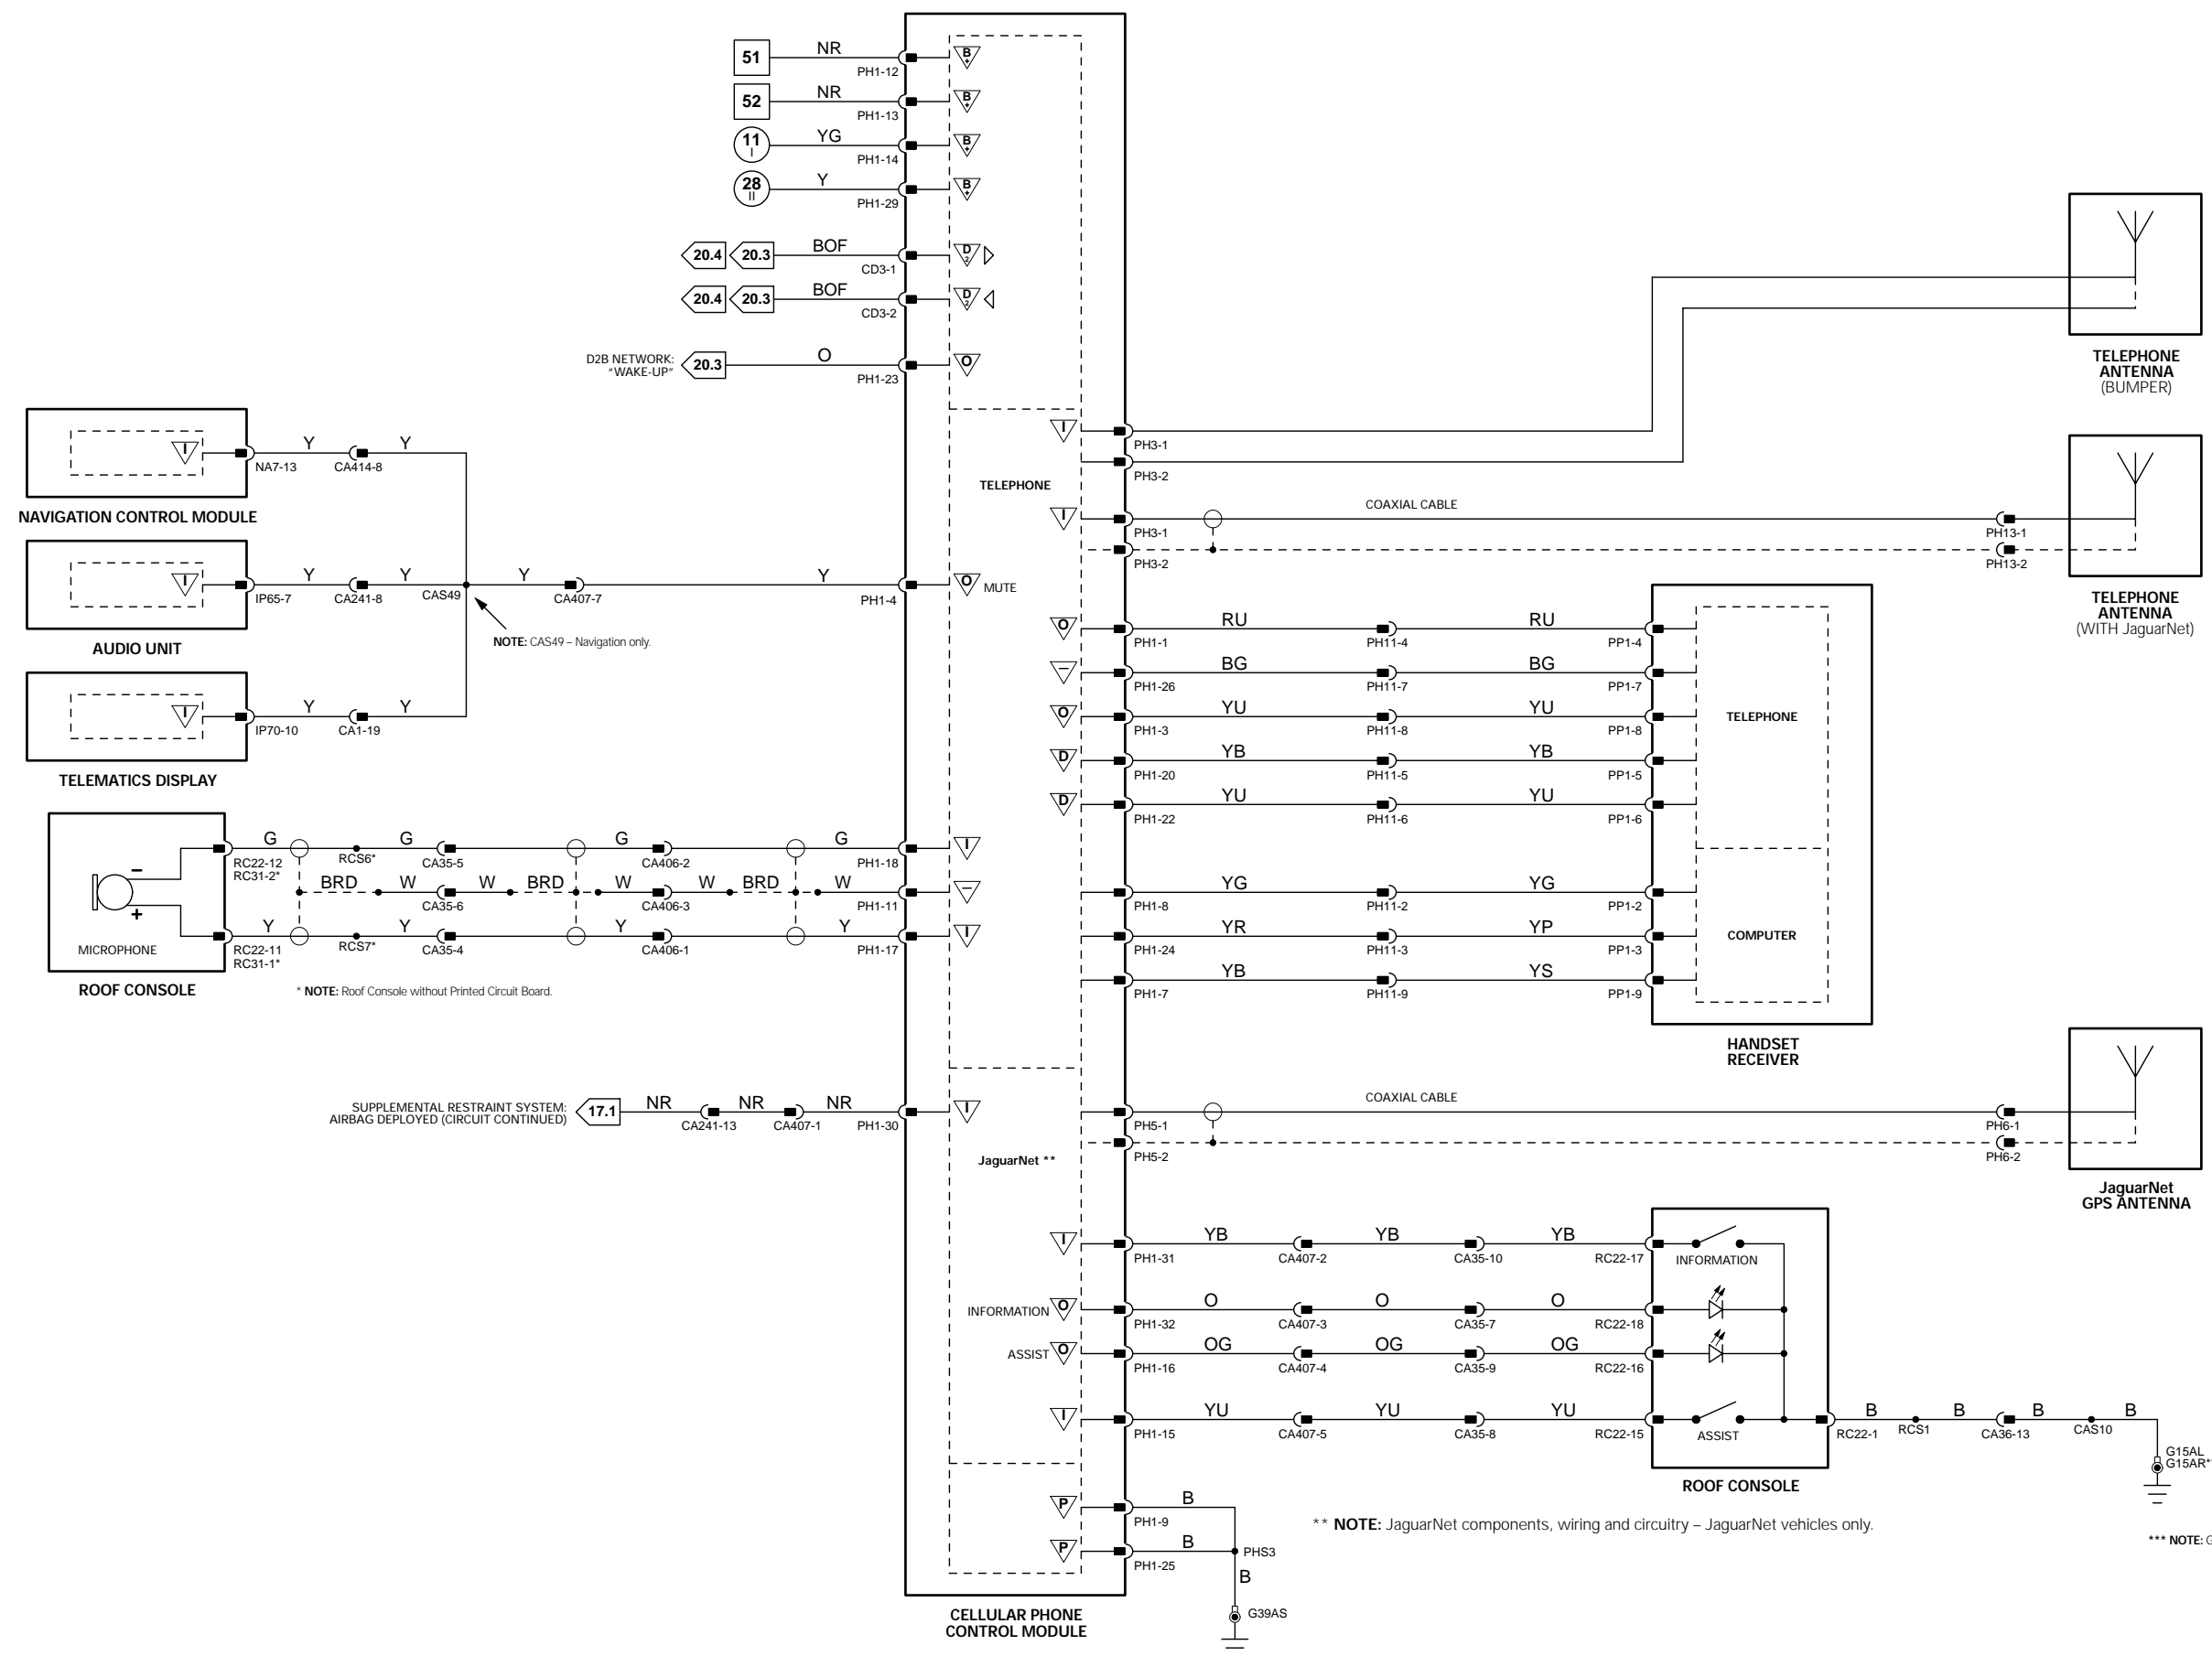 51 NR PH1-12 B+
52 NR PH1-13 B+
11 I YG PH1-14 B+
28 II Y PH1-29 B+
20.4 20.3 BOF CD3-1 D2
20.4 20.3 BOF CD3-2 D2
D2B NETWORK:
"WAKE-UP" 20.3 O PH1-23 O
I NA7-13 Y CA414-8 Y
NAVIGATION CONTROL MODULE
I IP65-7 Y CA241-8 Y CAS49 Y CA407-7 Y PH1-4 O MUTE
NOTE: CAS49 – Navigation only.
AUDIO UNIT
I IP70-10 Y CA1-19 Y
TELEMATICS DISPLAY
MICROPHONE
– +
G RC22-12 RC31-2* RCS6* G CA35-5 G CA406-2 G PH1-18 I
BRD W CA35-6 W BRD W CA406-3 W BRD W PH1-11 –
Y RC22-11 RC31-1* RCS7* Y CA35-4 Y CA406-1 Y PH1-17 I
ROOF CONSOLE
* NOTE: Roof Console without Printed Circuit Board.
SUPPLEMENTAL RESTRAINT SYSTEM:
AIRBAG DEPLOYED (CIRCUIT CONTINUED) 17.1 NR CA241-13 NR CA407-1 NR PH1-30 I
TELEPHONE
I PH3-1
PH3-2
TELEPHONE
ANTENNA
(BUMPER)
I PH3-1 COAXIAL CABLE PH13-1
PH3-2 PH13-2
TELEPHONE
ANTENNA
(WITH JaguarNet)
O PH1-1 RU PH11-4 RU PP1-4
– PH1-26 BG PH11-7 BG PP1-7
O PH1-3 YU PH11-8 YU PP1-8
TELEPHONE
D PH1-20 YB PH11-5 YB PP1-5
D PH1-22 YU PH11-6 YU PP1-6
PH1-8 YG PH11-2 YG PP1-2
PH1-24 YR PH11-3 YP PP1-3
COMPUTER
PH1-7 YB PH11-9 YS PP1-9
HANDSET
RECEIVER
JaguarNet **
PH5-1 COAXIAL CABLE PH6-1
PH5-2 PH6-2
JaguarNet
GPS ANTENNA
I PH1-31 YB CA407-2 YB CA35-10 YB RC22-17 INFORMATION
INFORMATION O PH1-32 O CA407-3 O CA35-7 O RC22-18
ASSIST O PH1-16 OG CA407-4 OG CA35-9 OG RC22-16
I PH1-15 YU CA407-5 YU CA35-8 YU RC22-15 ASSIST RC22-1 B RCS1 B CA36-13 B CAS10 B
G15AL
G15AR**
ROOF CONSOLE
P PH1-9 B
P PH1-25 B PHS3
B
G39AS
** NOTE: JaguarNet components, wiring and circuitry – JaguarNet vehicles only.
*** NOTE: G
CELLULAR PHONE
CONTROL MODULE